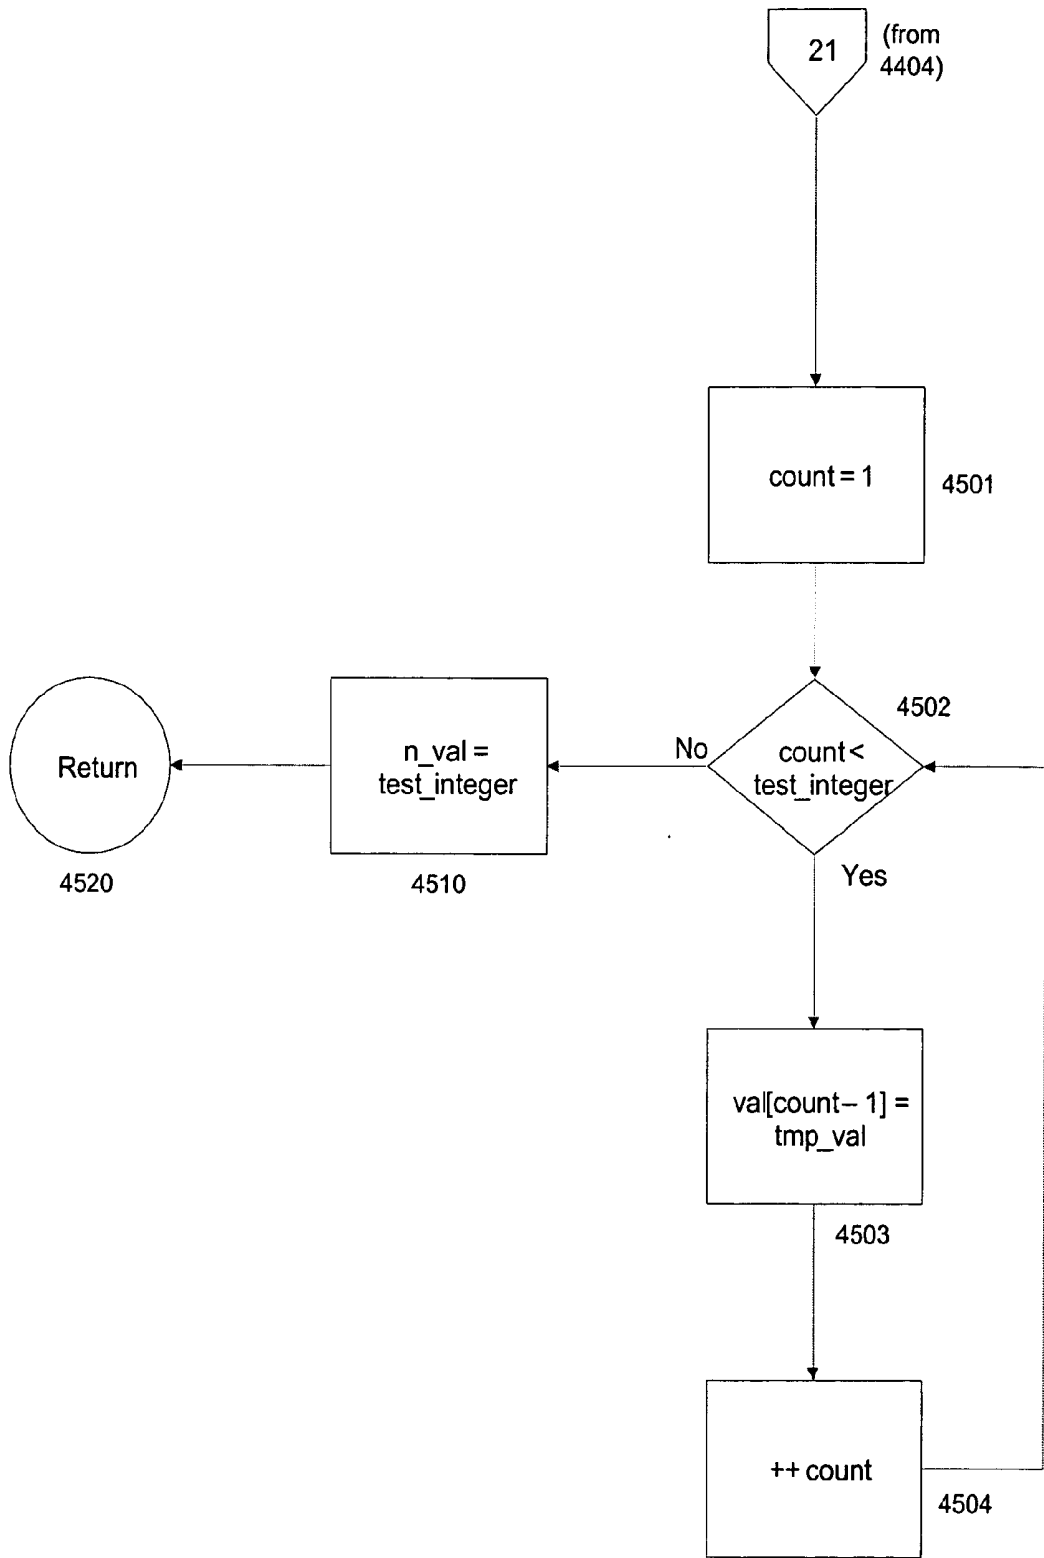 21
(from
4404)
count = 1
4501
4502
count <
test_integer
No
n_val =
test_integer
Return
4520
4510
Yes
val[count – 1] =
tmp_val
4503
++ count
4504